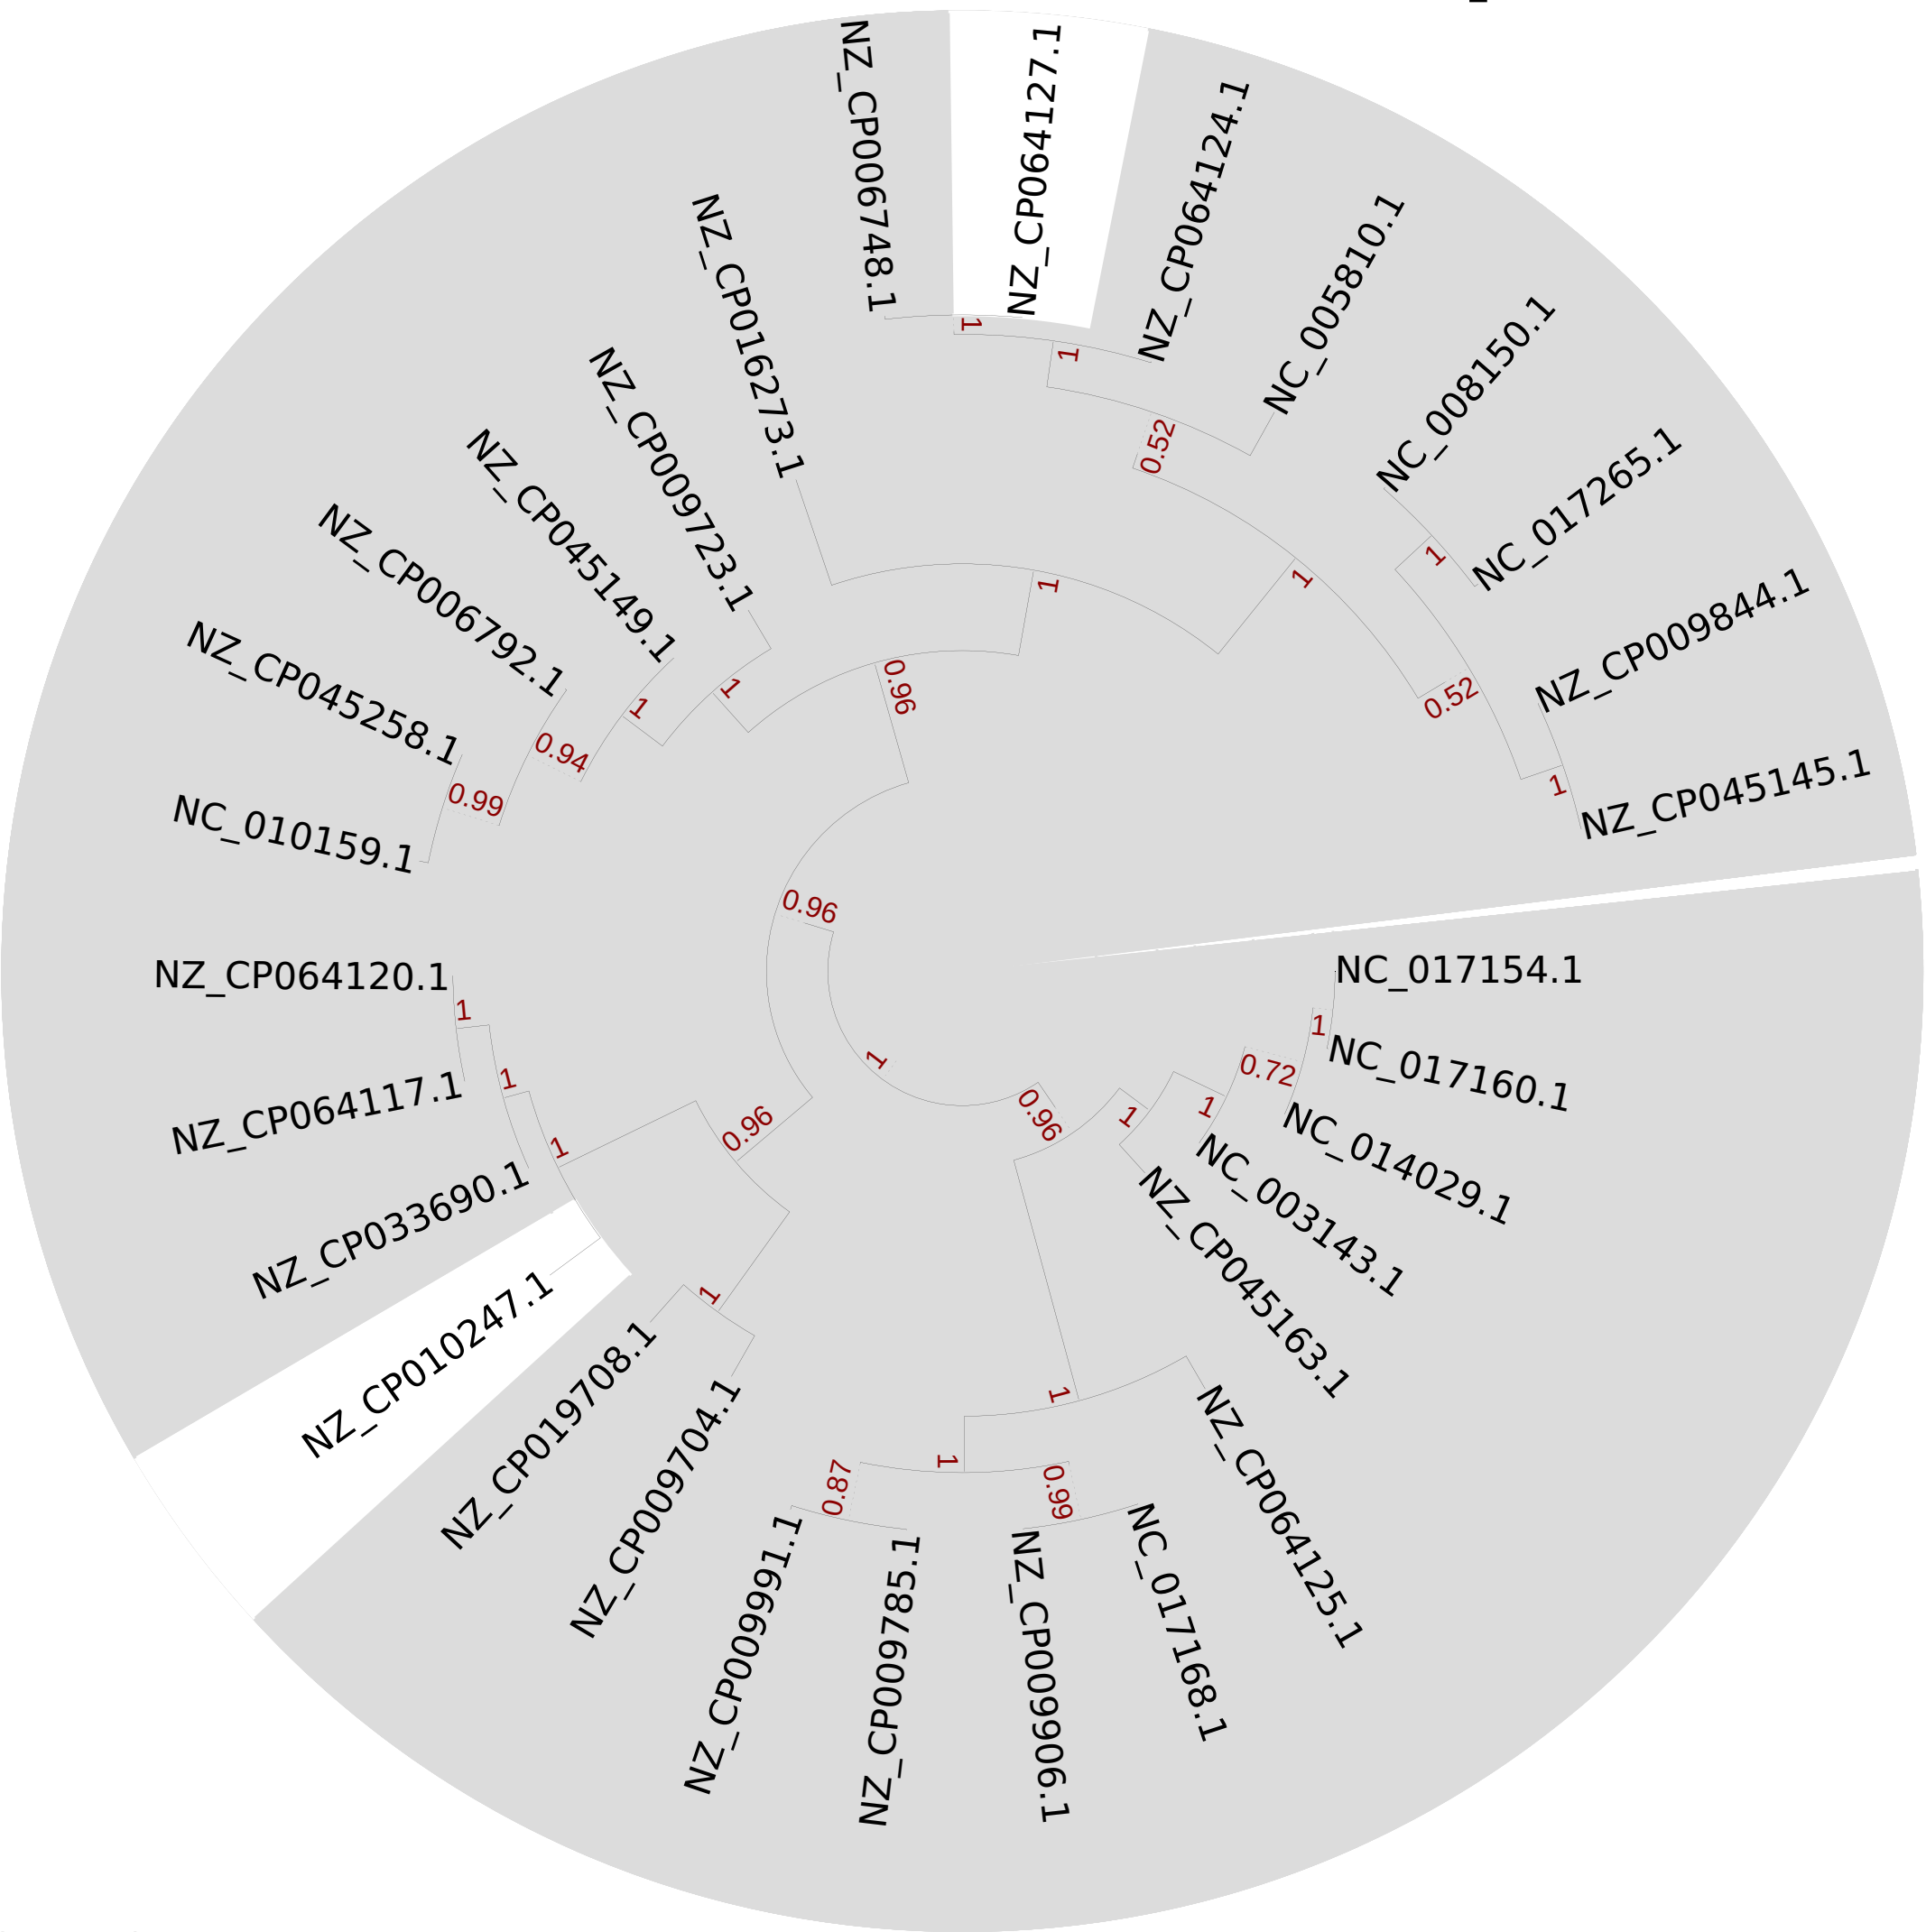 NZ_CP006748.1
NZ_CP064127.1
NZ_CP064124.1
NC_005810.1
NC_008150.1
NC_017265.1
NZ_CP009844.1
NZ_CP045145.1
NC_017154.1
NC_017160.1
NC_014029.1
NC_003143.1
NZ_CP045163.1
NZ_CP064125.1
NC_017168.1
NZ_CP009906.1
NZ_CP009785.1
NZ_CP009991.1
NZ_CP009704.1
NZ_CP019708.1
NZ_CP010247.1
NZ_CP033690.1
NZ_CP064117.1
NZ_CP064120.1
NC_010159.1
NZ_CP045258.1
NZ_CP006792.1
NZ_CP045149.1
NZ_CP009723.1
NZ_CP016273.1
1
1
0.52
1
1
0.52
1
1
0.96
1
1
0.94
0.99
0.96
1
0.96
1
0.72
1
1
1
1
0.99
0.87
0.96
1
1
1
1